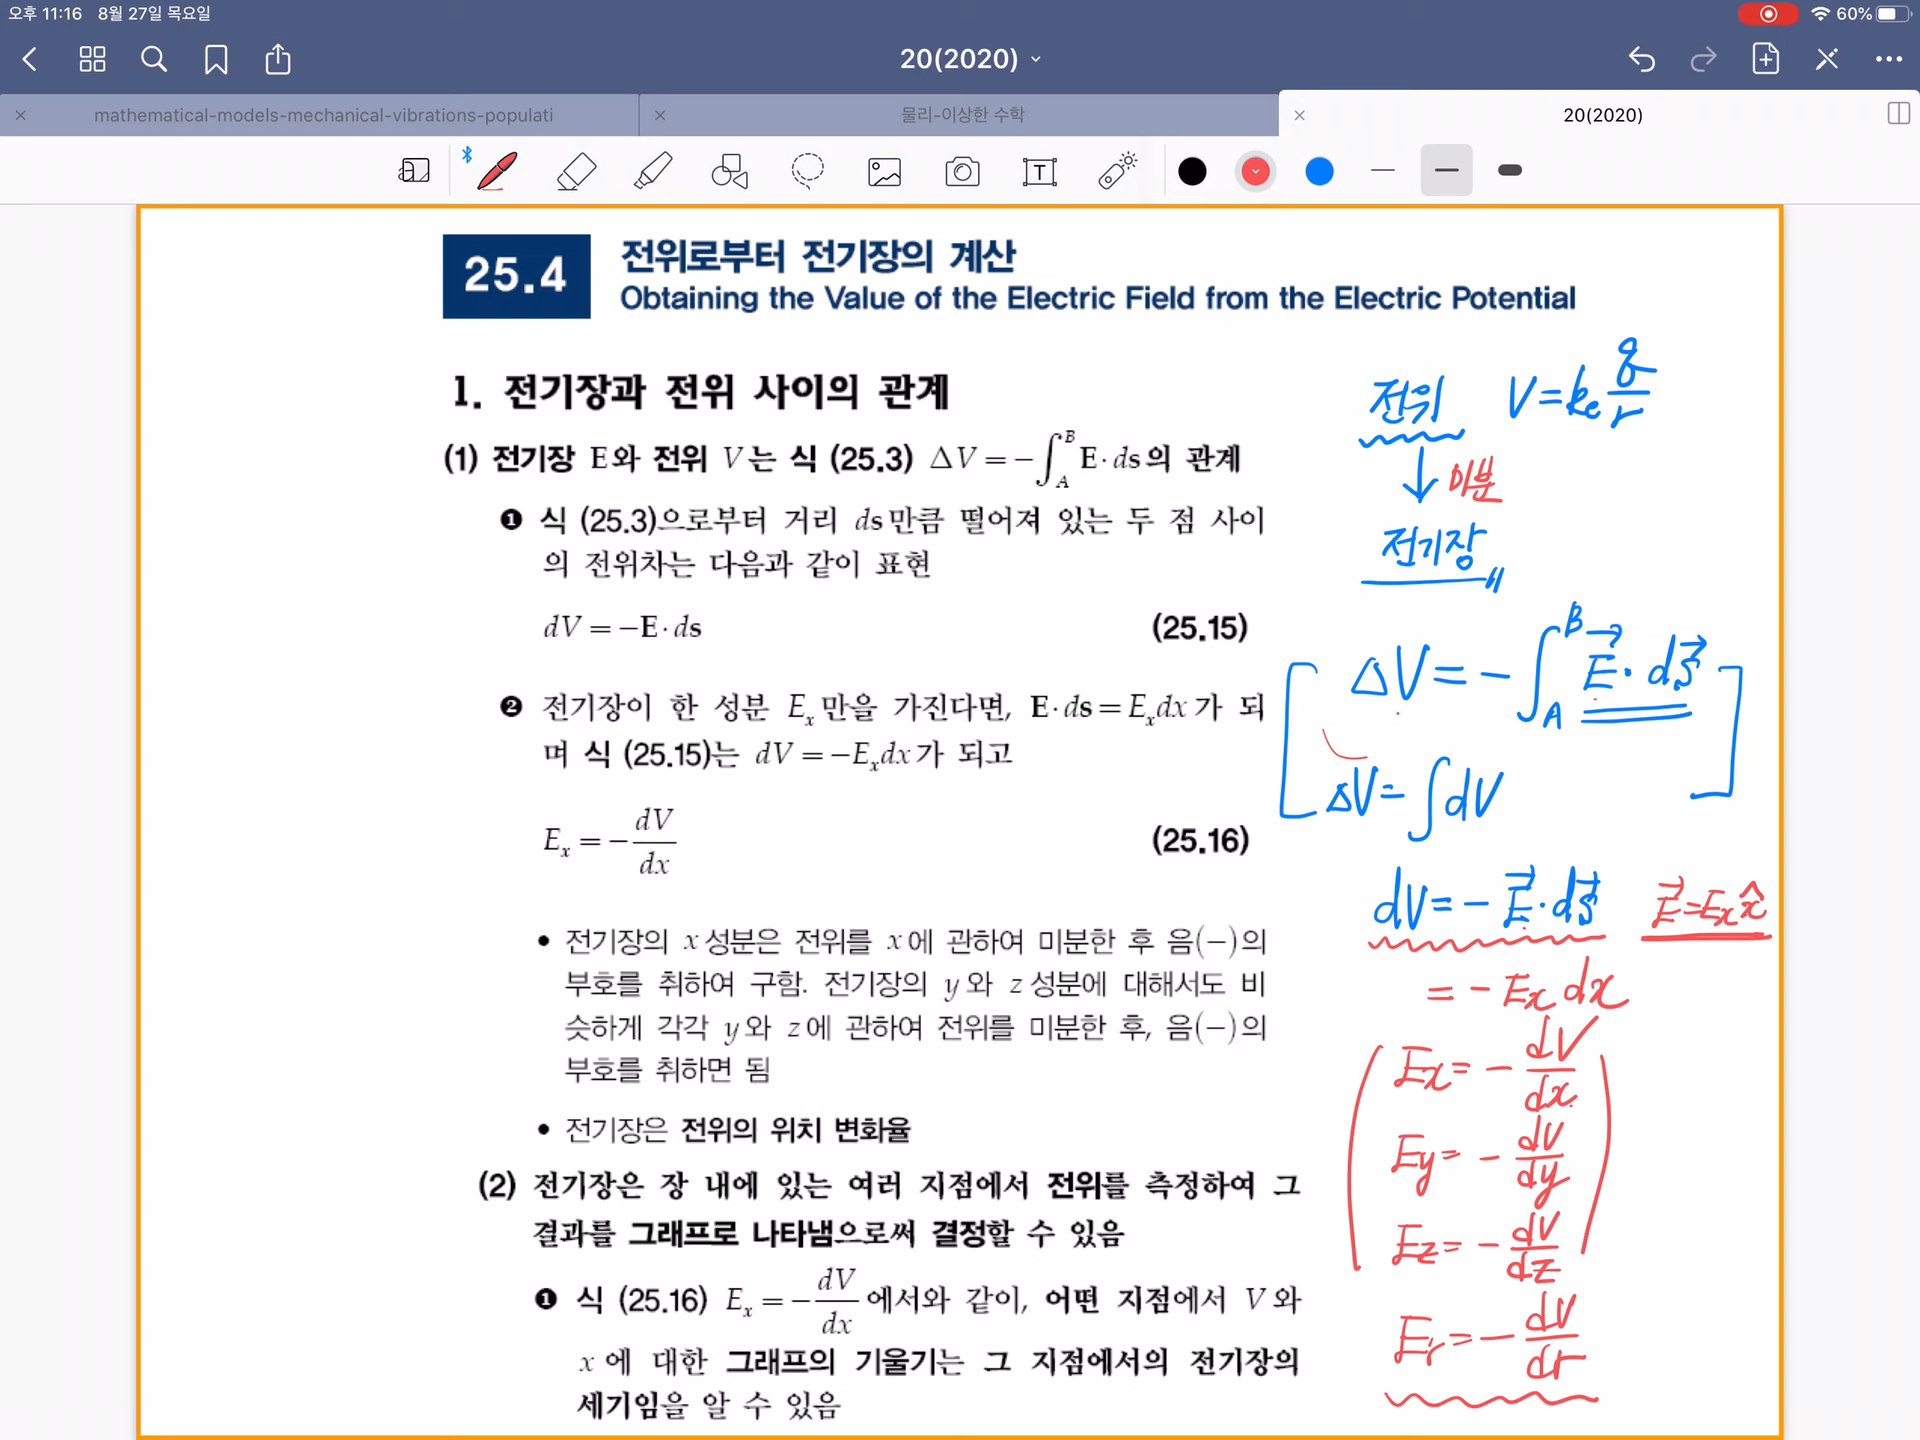 오후 11:16 8월 27일 목요일
60%
20(2020)
mathematical-models-mechanical-vibrations-populati
물리-이상한 수학
20(2020)
25.4
전위로부터 전기장의 계산
Obtaining the Value of the Electric Field from the Electric Potential
1. 전기장과 전위 사이의 관계
(1) 전기장 E와 전위 V는 식 (25.3) ΔV = −∫_A^B E · ds의 관계
❶ 식 (25.3)으로부터 거리 ds만큼 떨어져 있는 두 점 사이
의 전위차는 다음과 같이 표현
dV = −E · ds (25.15)
❷ 전기장이 한 성분 Eₓ만을 가진다면, E · ds = Eₓdx가 되
며 식 (25.15)는 dV = −Eₓdx가 되고
Eₓ = − dV/dx (25.16)
• 전기장의 x성분은 전위를 x에 관하여 미분한 후 음(−)의
부호를 취하여 구함. 전기장의 y와 z성분에 대해서도 비
슷하게 각각 y와 z에 관하여 전위를 미분한 후, 음(−)의
부호를 취하면 됨
• 전기장은 전위의 위치 변화율
(2) 전기장은 장 내에 있는 여러 지점에서 전위를 측정하여 그
결과를 그래프로 나타냄으로써 결정할 수 있음
❶ 식 (25.16) Eₓ = − dV/dx 에서와 같이, 어떤 지점에서 V와
x에 대한 그래프의 기울기는 그 지점에서의 전기장의
세기임을 알 수 있음
전위 V = ke q/r
미분
전기장
ΔV = − ∫_A^B E⃗ · ds⃗
ΔV = ∫dV
dV = − E⃗ · ds⃗ E⃗ = Ex x̂
= − Ex dx
Ex = − dV/dx
Ey = − dV/dy
Ez = − dV/dz
Er = − dV/dr